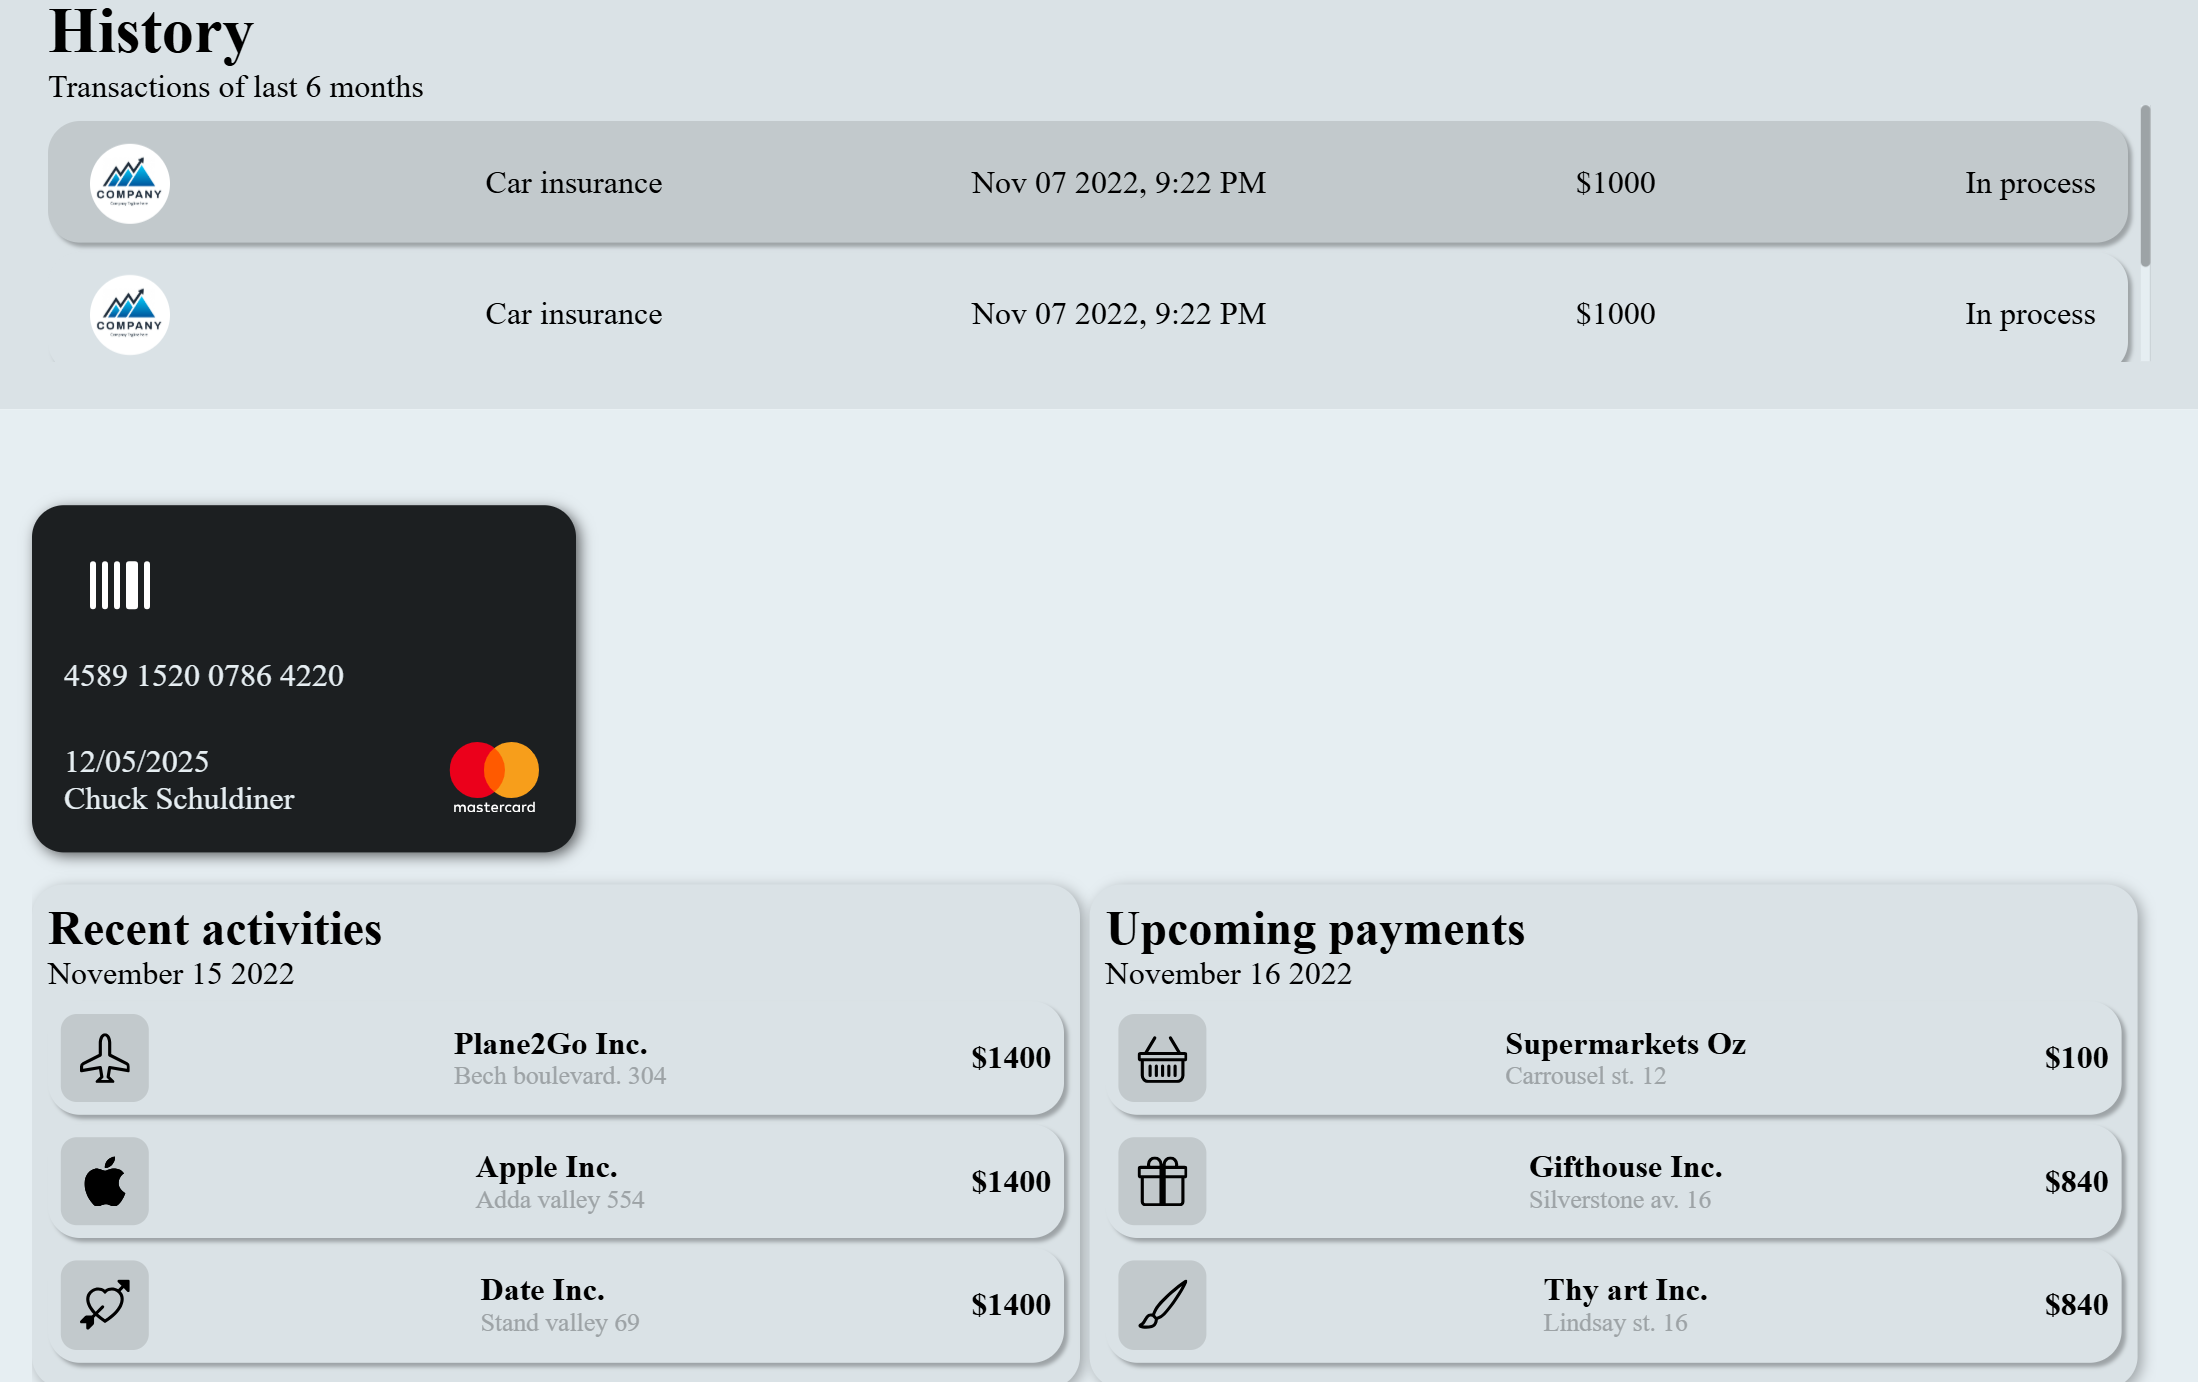 History
Transactions of last 6 months
COMPANY
Car insurance
Nov 07 2022, 9:22 PM
$1000
In process
COMPANY
Car insurance
Nov 07 2022, 9:22 PM
$1000
In process
4589 1520 0786 4220
12/05/2025
Chuck Schuldiner
mastercard
Recent activities
November 15 2022
Plane2Go Inc.
Bech boulevard. 304
$1400
Apple Inc.
Adda valley 554
$1400
Date Inc.
Stand valley 69
$1400
Upcoming payments
November 16 2022
Supermarkets Oz
Carrousel st. 12
$100
Gifthouse Inc.
Silverstone av. 16
$840
Thy art Inc.
Lindsay st. 16
$840